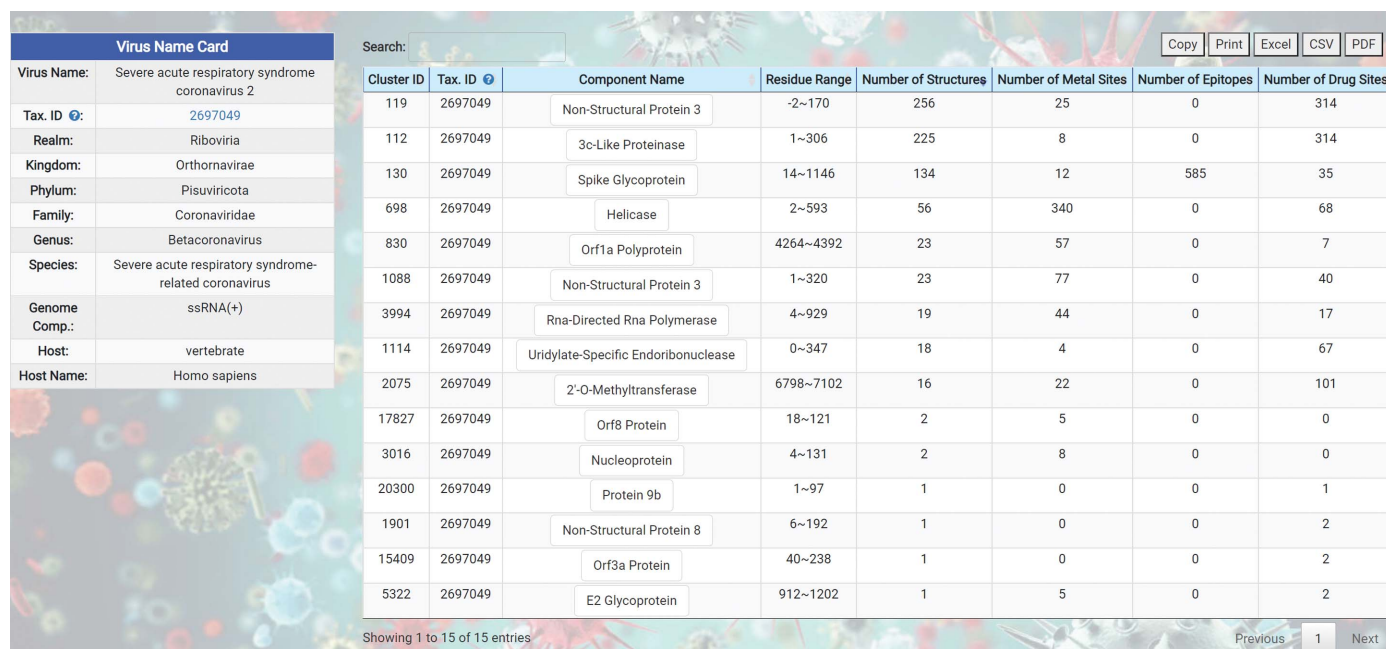 Virus Name Card
Virus Name: Severe acute respiratory syndrome
coronavirus 2
Tax. ID ?: 2697049
Realm: Riboviria
Kingdom: Orthornavirae
Phylum: Pisuviricota
Family: Coronaviridae
Genus: Betacoronavirus
Species: Severe acute respiratory syndrome-
related coronavirus
Genome ssRNA(+)
Comp.:
Host: vertebrate
Host Name: Homo sapiens
Search: Copy Print Excel CSV PDF
Cluster ID Tax. ID ? Component Name Residue Range Number of Structures Number of Metal Sites Number of Epitopes Number of Drug Sites
119 2697049 Non-Structural Protein 3 -2~170 256 25 0 314
112 2697049 3c-Like Proteinase 1~306 225 8 0 314
130 2697049 Spike Glycoprotein 14~1146 134 12 585 35
698 2697049 Helicase 2~593 56 340 0 68
830 2697049 Orf1a Polyprotein 4264~4392 23 57 0 7
1088 2697049 Non-Structural Protein 3 1~320 23 77 0 40
3994 2697049 Rna-Directed Rna Polymerase 4~929 19 44 0 17
1114 2697049 Uridylate-Specific Endoribonuclease 0~347 18 4 0 67
2075 2697049 2'-O-Methyltransferase 6798~7102 16 22 0 101
17827 2697049 Orf8 Protein 18~121 2 5 0 0
3016 2697049 Nucleoprotein 4~131 2 8 0 0
20300 2697049 Protein 9b 1~97 1 0 0 1
1901 2697049 Non-Structural Protein 8 6~192 1 0 0 2
15409 2697049 Orf3a Protein 40~238 1 0 0 2
5322 2697049 E2 Glycoprotein 912~1202 1 5 0 2
Showing 1 to 15 of 15 entries Previous 1 Next